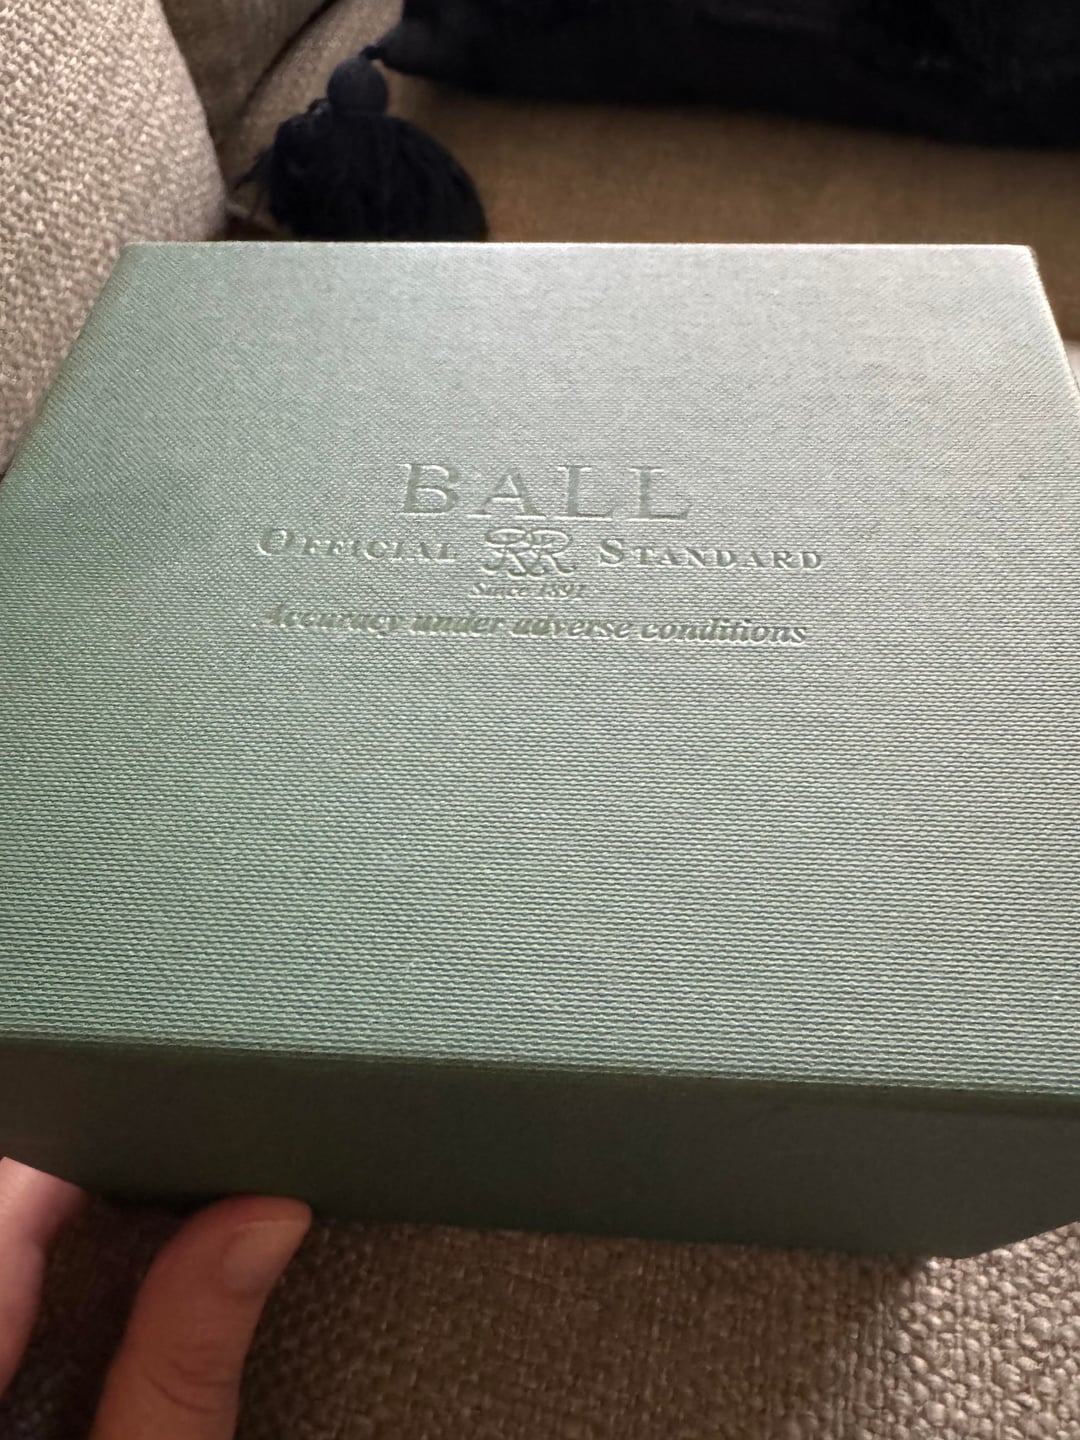 BALL
OFFICIAL RR STANDARD
Since 1891
Accuracy under adverse conditions